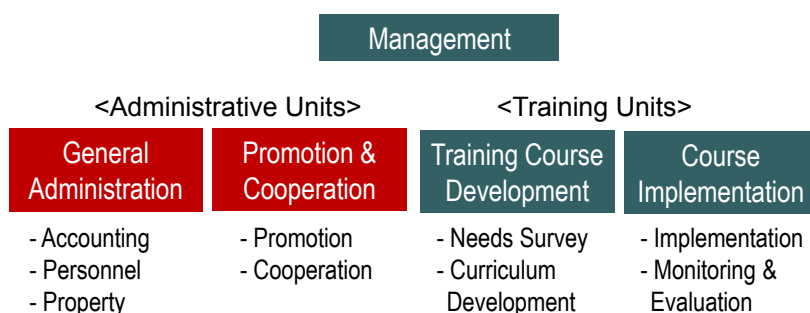 Management
<Administrative Units>
<Training Units>
General
Administration
Promotion &
Cooperation
Training Course
Development
Course
Implementation
- Accounting
- Personnel
- Property
- Promotion
- Cooperation
- Needs Survey
- Curriculum
Development
- Implementation
- Monitoring &
Evaluation